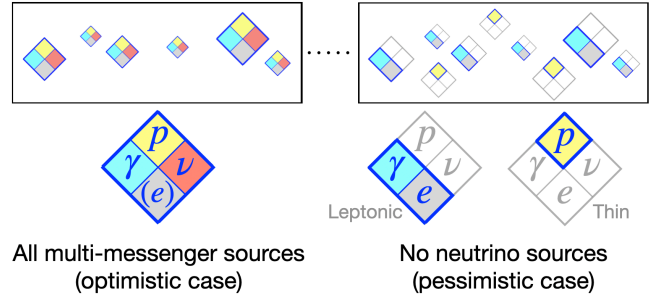 p
γ ν
(e)
p
γ ν
e
Leptonic
p
γ ν
e
Thin
All multi-messenger sources
(optimistic case)
No neutrino sources
(pessimistic case)